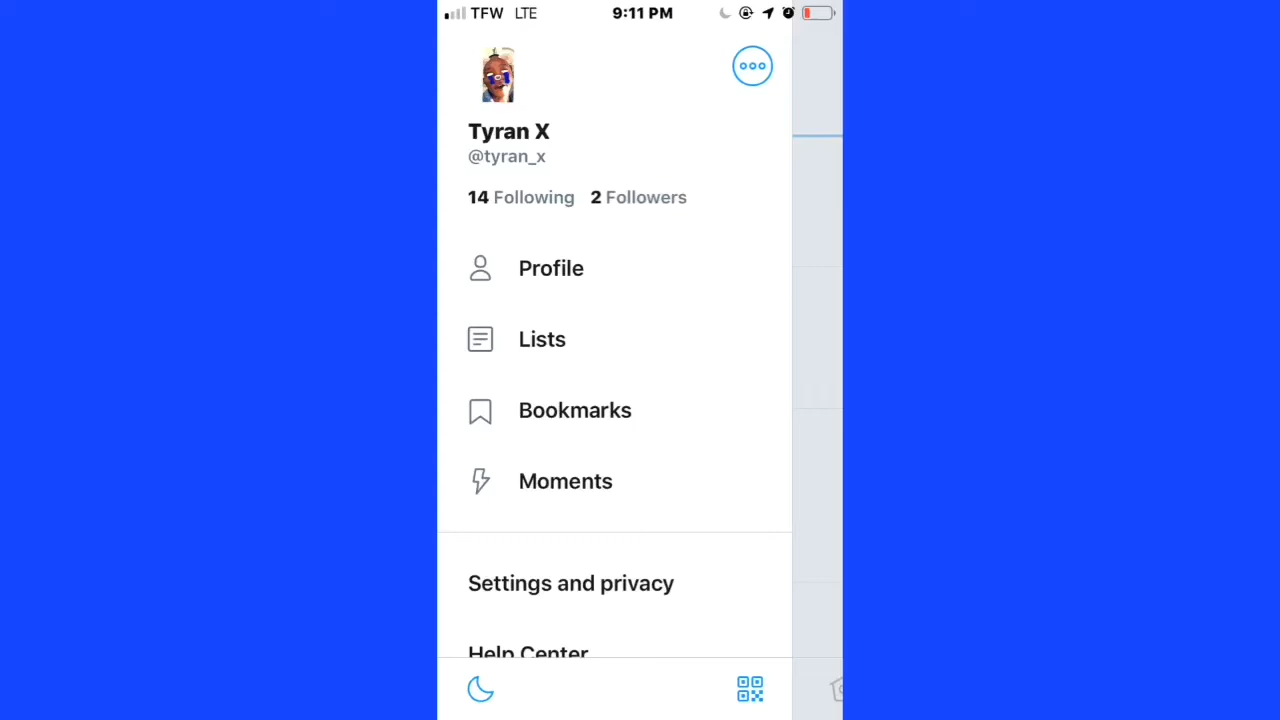 TFW LTE 9:11 PM
Tyran X
@tyran_x
14 Following 2 Followers
Profile
Lists
Bookmarks
Moments
Settings and privacy
Help Center